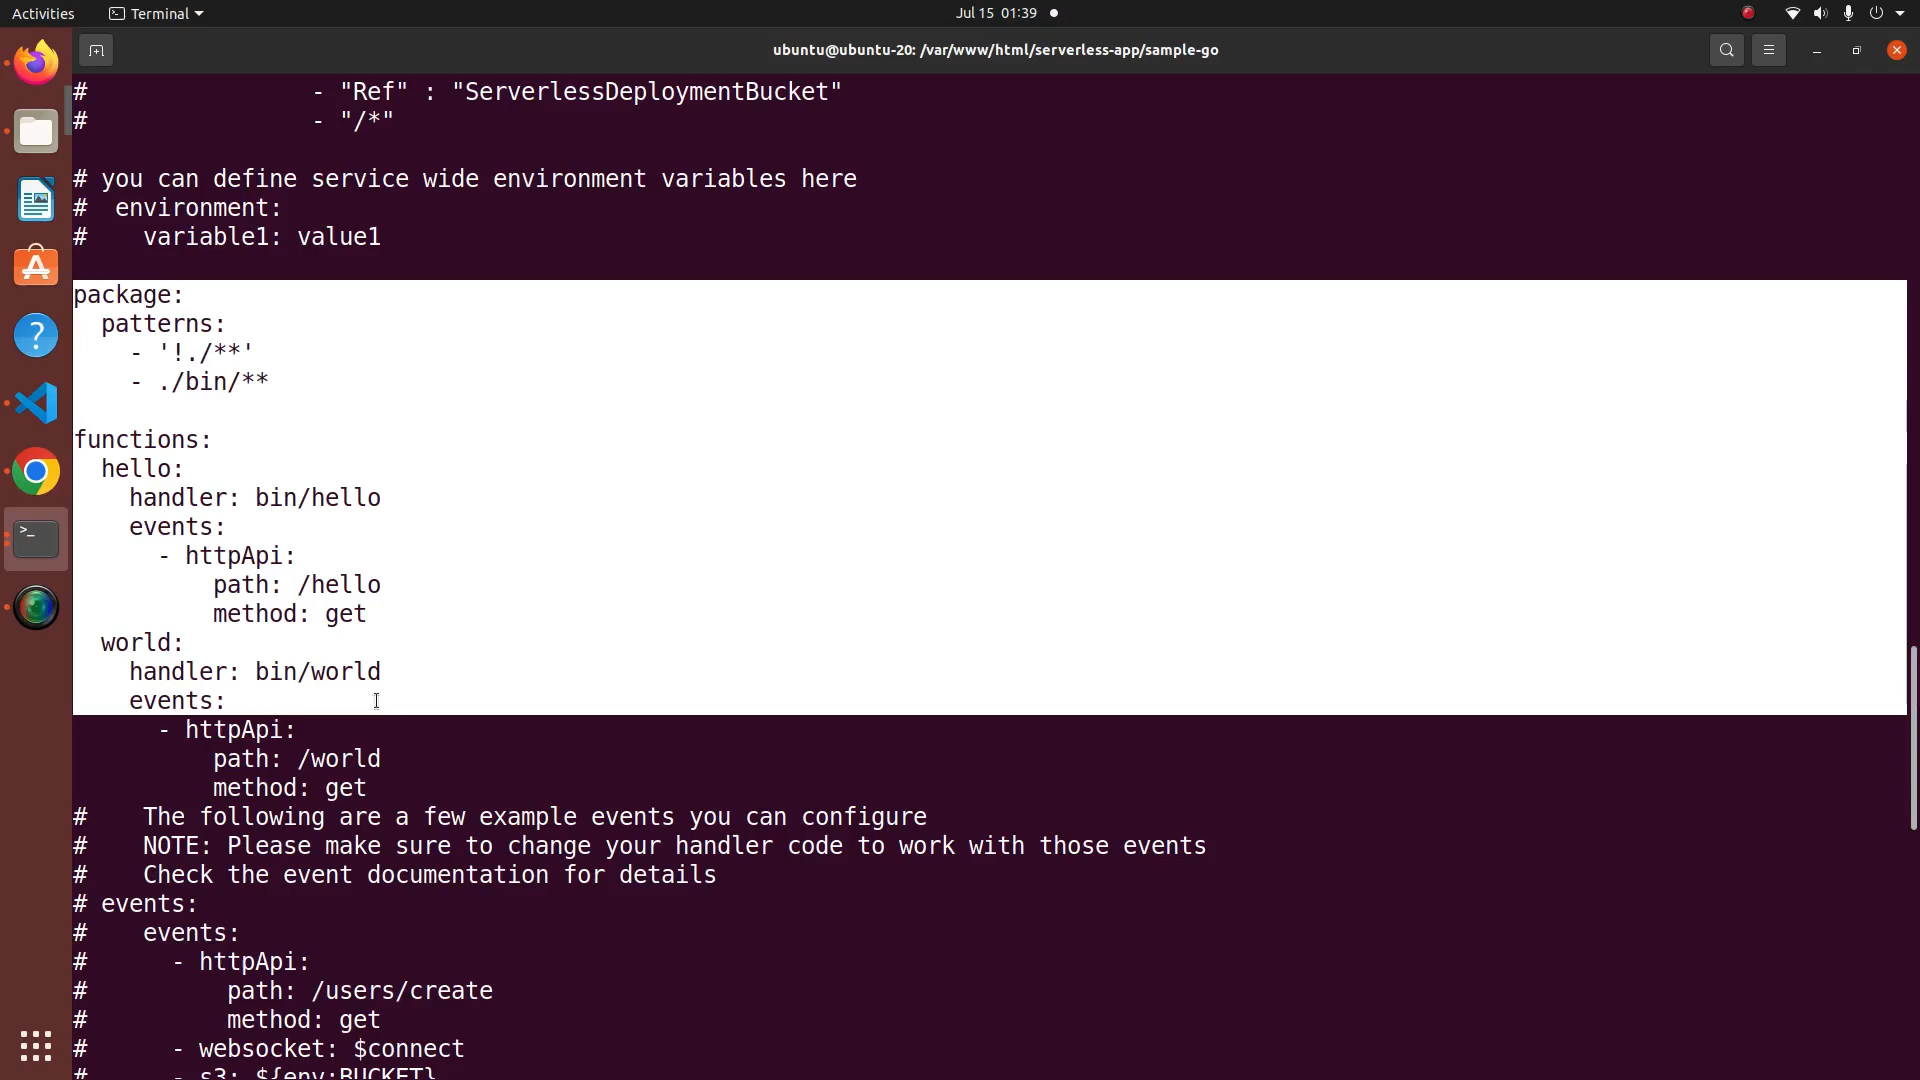 Activities
Terminal
Jul 15 01:39
ubuntu@ubuntu-20: /var/www/html/serverless-app/sample-go
#                - "Ref" : "ServerlessDeploymentBucket"
#                - "/*"
# you can define service wide environment variables here
#  environment:
#    variable1: value1
package:
  patterns:
    - '!./**'
    - ./bin/**
functions:
  hello:
    handler: bin/hello
    events:
      - httpApi:
          path: /hello
          method: get
  world:
    handler: bin/world
    events:
      - httpApi:
          path: /world
          method: get
#    The following are a few example events you can configure
#    NOTE: Please make sure to change your handler code to work with those events
#    Check the event documentation for details
# events:
#    events:
#      - httpApi:
#          path: /users/create
#          method: get
#      - websocket: $connect
#      - s3: ${env:BUCKET}